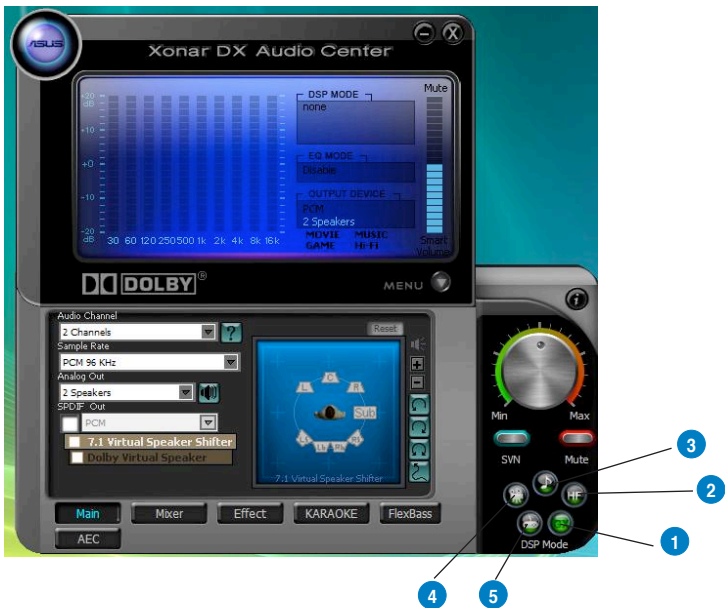 ASUS
Xonar DX Audio Center
+20
dB
+10
+0
-10
-20
dB
30 60 120 250 500 1k 2k 4k 8k 16k
DSP MODE
none
EQ MODE
Disable
OUTPUT DEVICE
PCM
2 Speakers
MOVIE MUSIC
GAME Hi-Fi
Mute
Smart
Volume
DOLBY®
MENU
Audio Channel
2 Channels
?
Sample Rate
PCM 96 KHz
Analog Out
2 Speakers
SPDIF Out
PCM
7.1 Virtual Speaker Shifter
Dolby Virtual Speaker
Reset
L
C
R
Ls
Sub
Lb
Rb
Rs
7.1 Virtual Speaker Shifter
Main
Mixer
Effect
KARAOKE
FlexBass
AEC
i
Min
Max
SVN
Mute
HF
DSP Mode
3
2
1
4
5